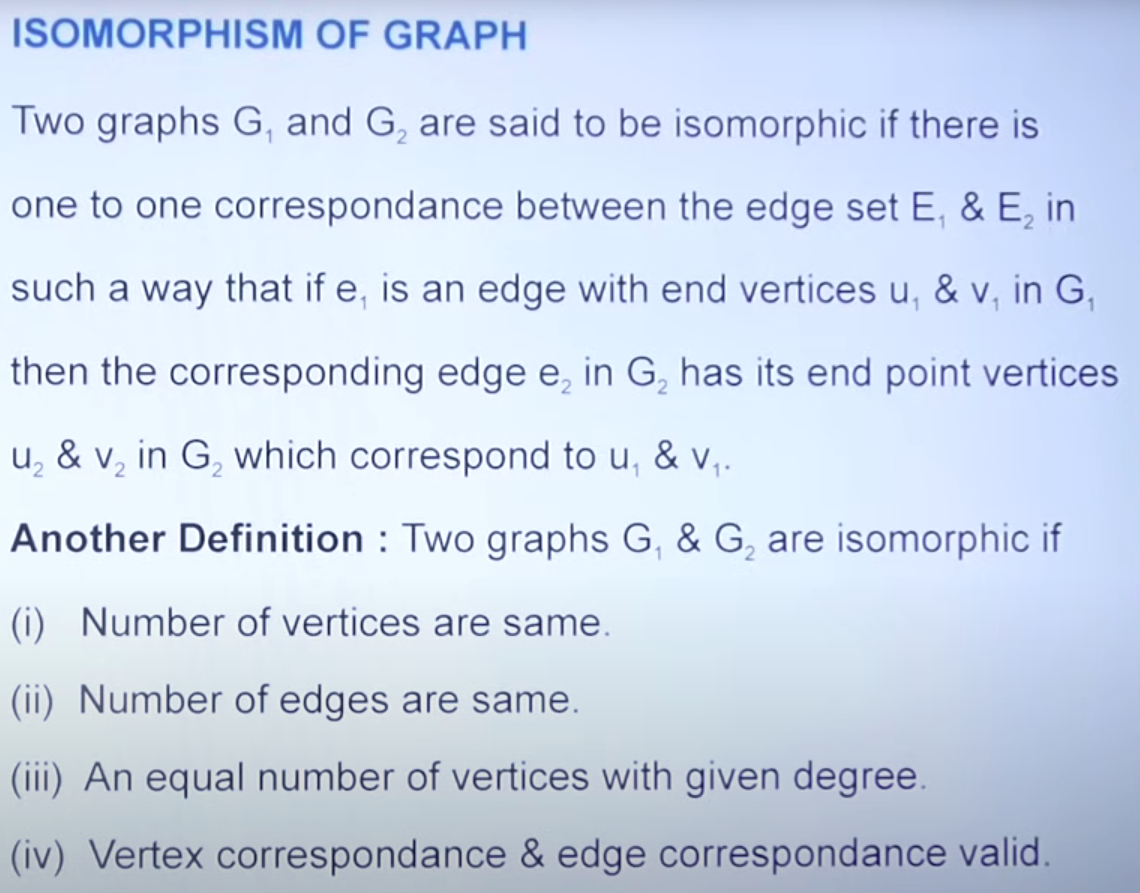 ISOMORPHISM OF GRAPH
Two graphs G₁ and G₂ are said to be isomorphic if there is
one to one correspondance between the edge set E₁ & E₂ in
such a way that if e₁ is an edge with end vertices u₁ & v₁ in G₁
then the corresponding edge e₂ in G₂ has its end point vertices
u₂ & v₂ in G₂ which correspond to u₁ & v₁.
Another Definition : Two graphs G₁ & G₂ are isomorphic if
(i) Number of vertices are same.
(ii) Number of edges are same.
(iii) An equal number of vertices with given degree.
(iv) Vertex correspondance & edge correspondance valid.